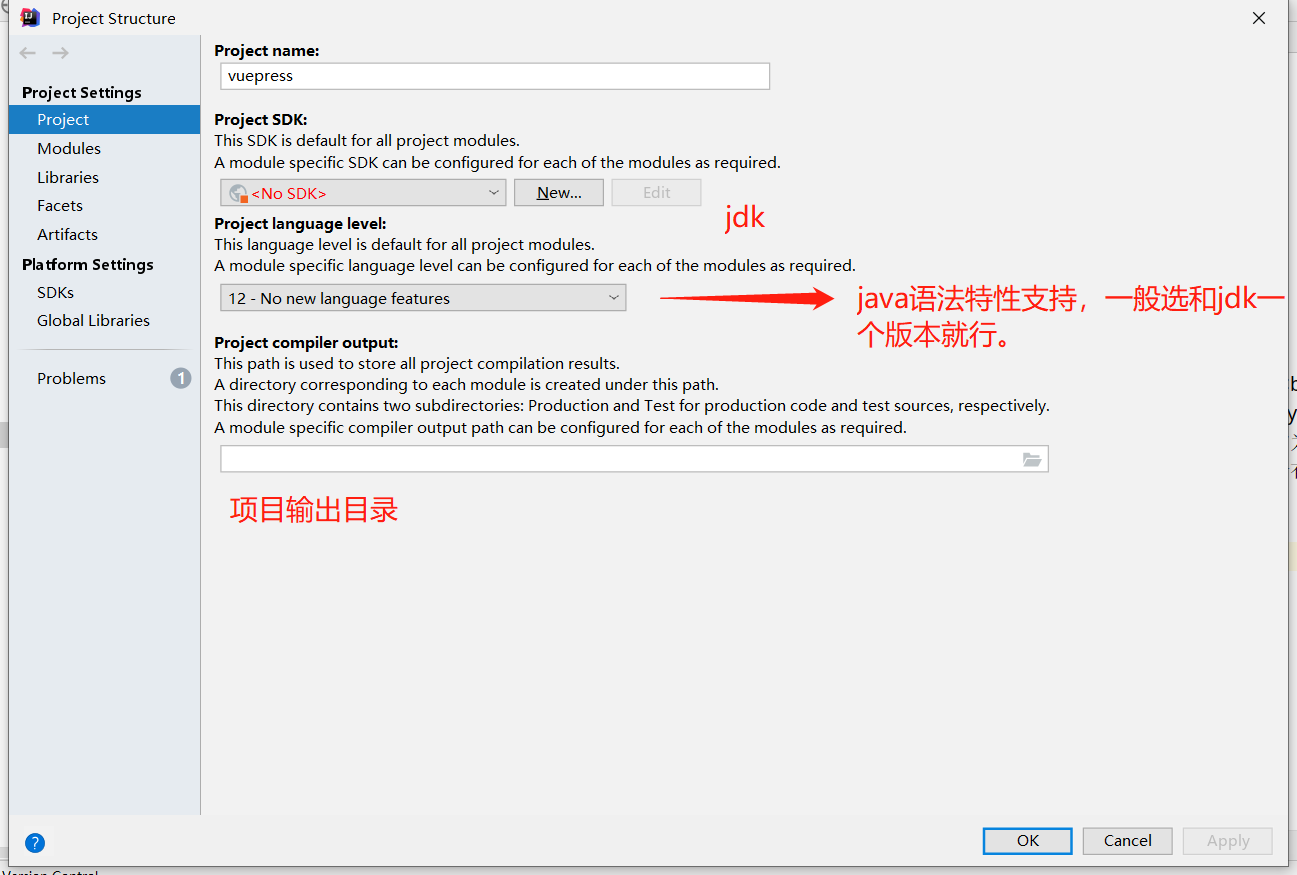 Project Structure
Project name:
vuepress
Project Settings
Project
Modules
Libraries
Facets
Artifacts
Platform Settings
SDKs
Global Libraries
Problems
1
Project SDK:
This SDK is default for all project modules.
A module specific SDK can be configured for each of the modules as required.
<No SDK>
New...
Edit
jdk
Project language level:
This language level is default for all project modules.
A module specific language level can be configured for each of the modules as required.
12 - No new language features
java语法特性支持，一般选和jdk一
个版本就行。
Project compiler output:
This path is used to store all project compilation results.
A directory corresponding to each module is created under this path.
This directory contains two subdirectories: Production and Test for production code and test sources, respectively.
A module specific compiler output path can be configured for each of the modules as required.
项目输出目录
?
OK
Cancel
Apply